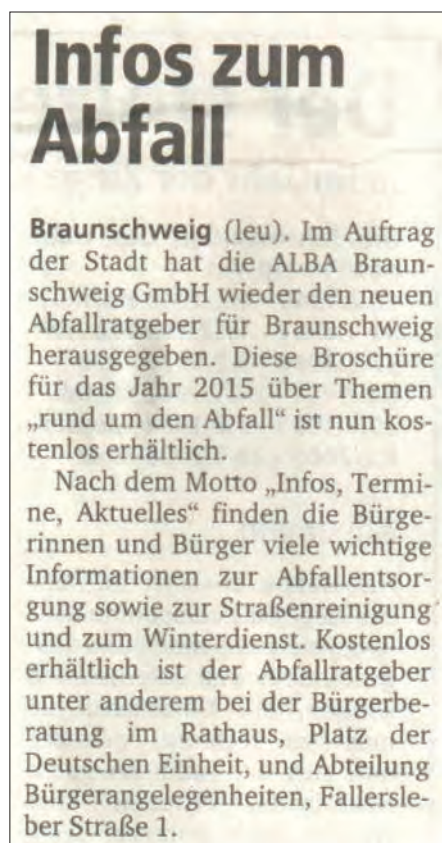 Infos zum
Abfall
Braunschweig (leu). Im Auftrag
der Stadt hat die ALBA Braun-
schweig GmbH wieder den neuen
Abfallratgeber für Braunschweig
herausgegeben. Diese Broschüre
für das Jahr 2015 über Themen
„rund um den Abfall“ ist nun kos-
tenlos erhältlich.
Nach dem Motto „Infos, Termi-
ne, Aktuelles“ finden die Bürge-
rinnen und Bürger viele wichtige
Informationen zur Abfallentsor-
gung sowie zur Straßenreinigung
und zum Winterdienst. Kostenlos
erhältlich ist der Abfallratgeber
unter anderem bei der Bürgerbe-
ratung im Rathaus, Platz der
Deutschen Einheit, und Abteilung
Bürgerangelegenheiten, Fallersle-
ber Straße 1.